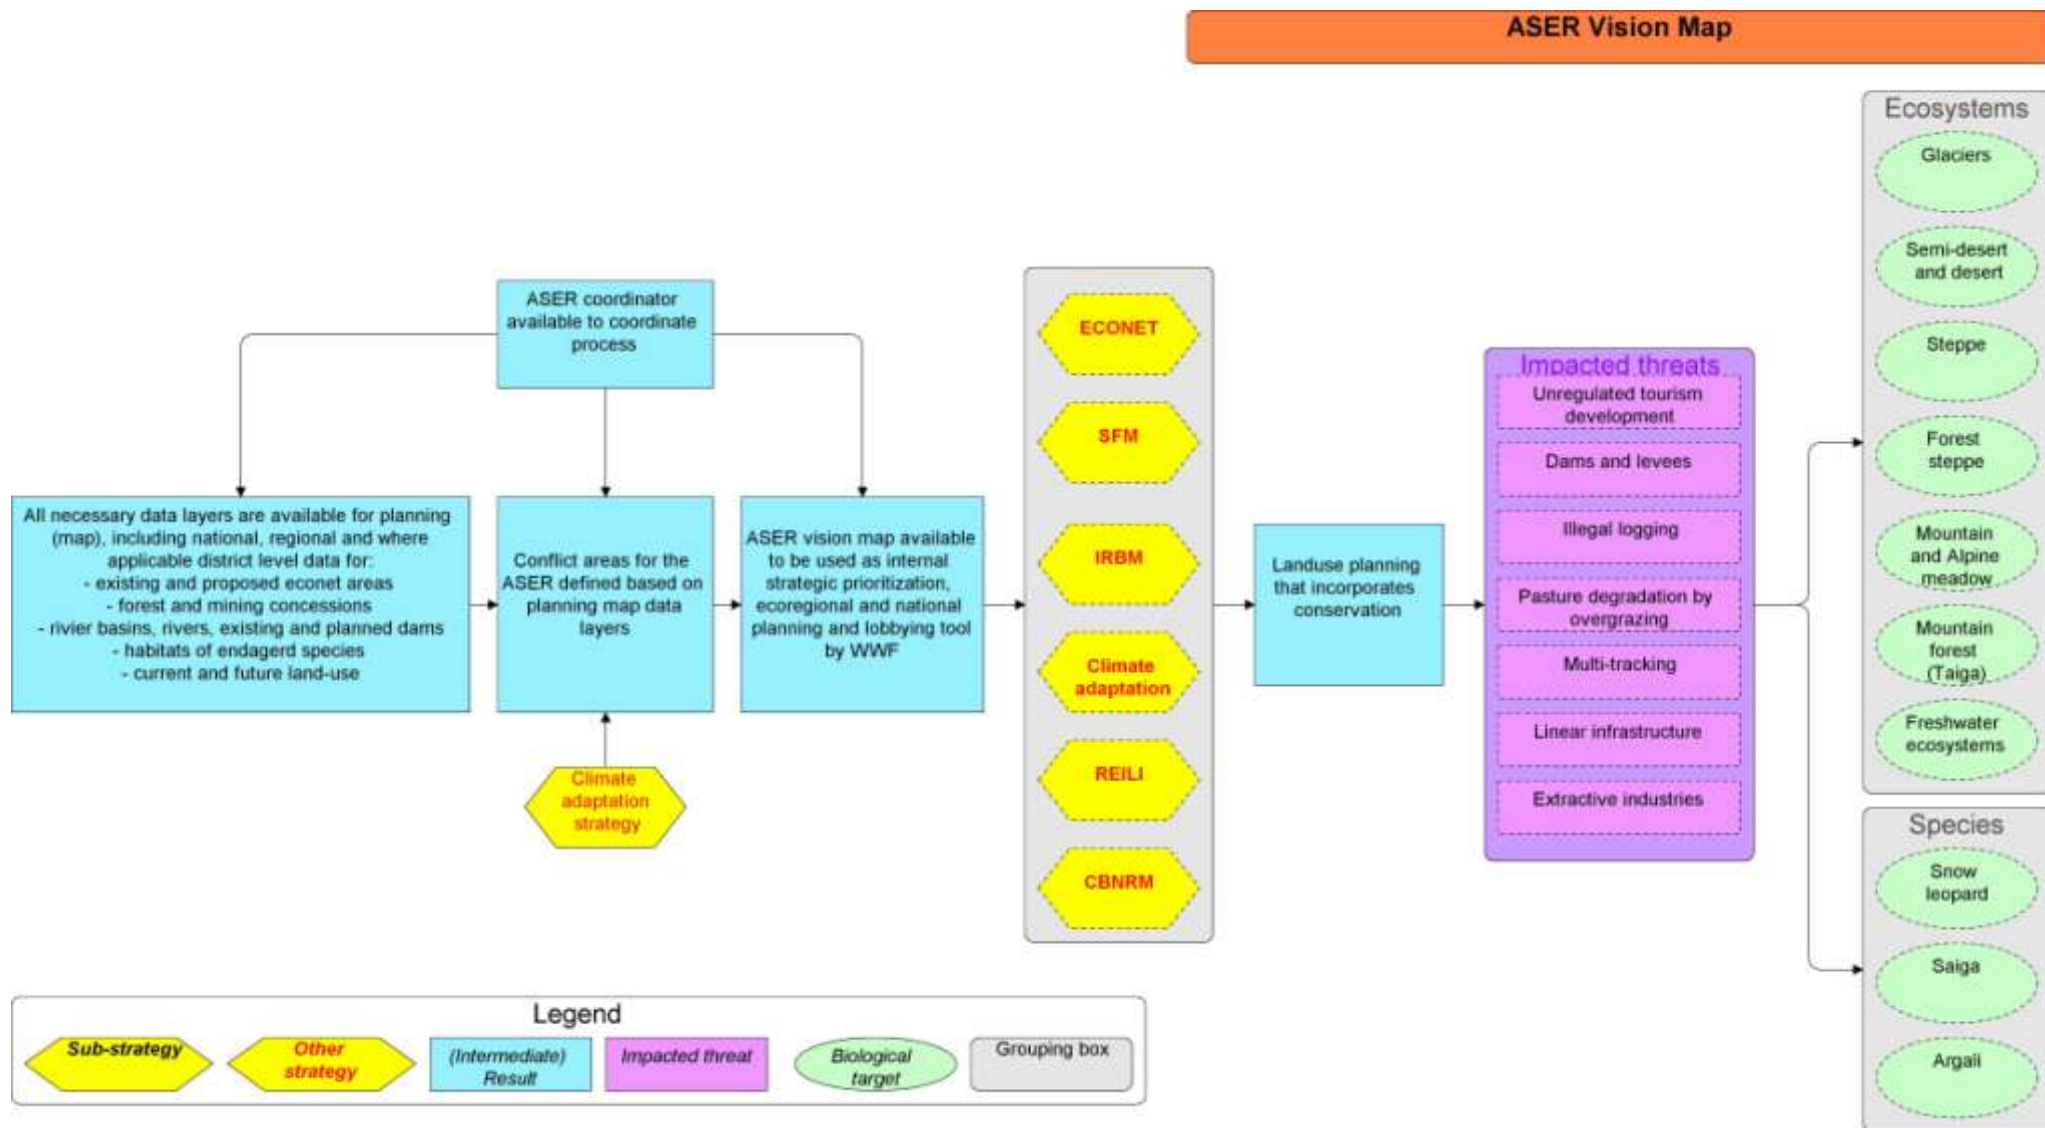 ASER Vision Map
ASER coordinator
available to coordinate
process
All necessary data layers are available for planning
(map), including national, regional and where
applicable district level data for:
- existing and proposed econet areas
- forest and mining concessions
- rivier basins, rivers, existing and planned dams
- habitats of endagerd species
- current and future land-use
Conflict areas for the
ASER defined based on
planning map data
layers
ASER vision map available
to be used as internal
strategic prioritization,
ecoregional and national
planning and lobbying tool
by WWF
Climate
adaptation
strategy
ECONET
SFM
IRBM
Climate
adaptation
REILI
CBNRM
Landuse planning
that incorporates
conservation
Impacted threats
Unregulated tourism
development
Dams and levees
Illegal logging
Pasture degradation by
overgrazing
Multi-tracking
Linear infrastructure
Extractive industries
Ecosystems
Glaciers
Semi-desert
and desert
Steppe
Forest
steppe
Mountain
and Alpine
meadow
Mountain
forest
(Taiga)
Freshwater
ecosystems
Species
Snow
leopard
Saiga
Argali
Legend
Sub-strategy
Other
strategy
(Intermediate)
Result
Impacted threat
Biological
target
Grouping box